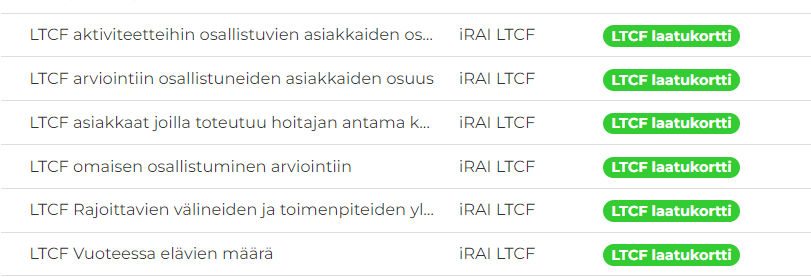 LTCF aktiviteetteihin osallistuvien asiakkaiden os... iRAI LTCF LTCF laatukortti
LTCF arviointiin osallistuneiden asiakkaiden osuus iRAI LTCF LTCF laatukortti
LTCF asiakkaat joilla toteutuu hoitajan antama k... iRAI LTCF LTCF laatukortti
LTCF omaisen osallistuminen arviointiin iRAI LTCF LTCF laatukortti
LTCF Rajoittavien välineiden ja toimenpiteiden yl... iRAI LTCF LTCF laatukortti
LTCF Vuoteessa elävien määrä iRAI LTCF LTCF laatukortti